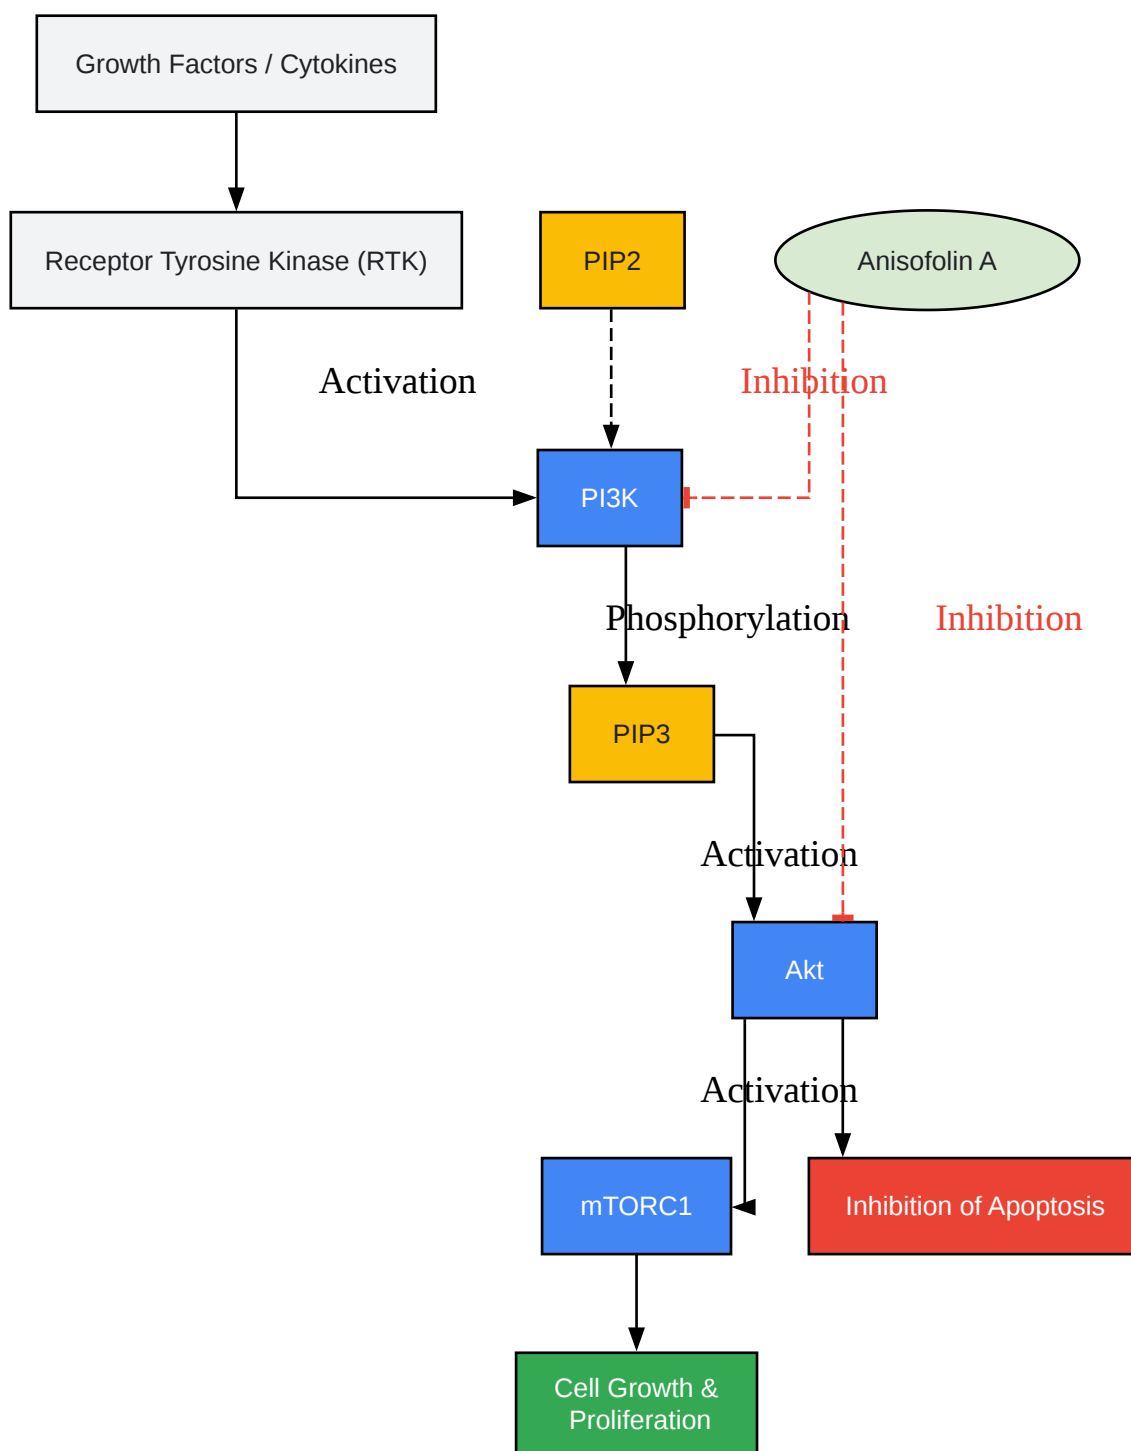 Growth Factors / Cytokines
Receptor Tyrosine Kinase (RTK)
PIP2
Anisofolin A
Activation
Inhibition
PI3K
Phosphorylation
Inhibition
PIP3
Activation
Akt
Activation
mTORC1
Inhibition of Apoptosis
Cell Growth &
Proliferation